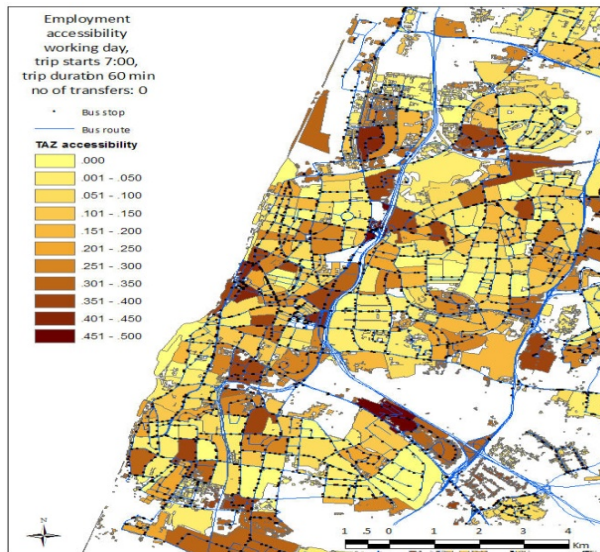 Employment
accessibility
working day,
trip starts 7:00,
trip duration 60 min
no of transfers: 0
Bus stop
Bus route
TAZ accessibility
.000
.001 - .050
.051 - .100
.101 - .150
.151 - .200
.201 - .250
.251 - .300
.301 - .350
.351 - .400
.401 - .450
.451 - .500
N
1 .5 0 1 2 3 4
Km